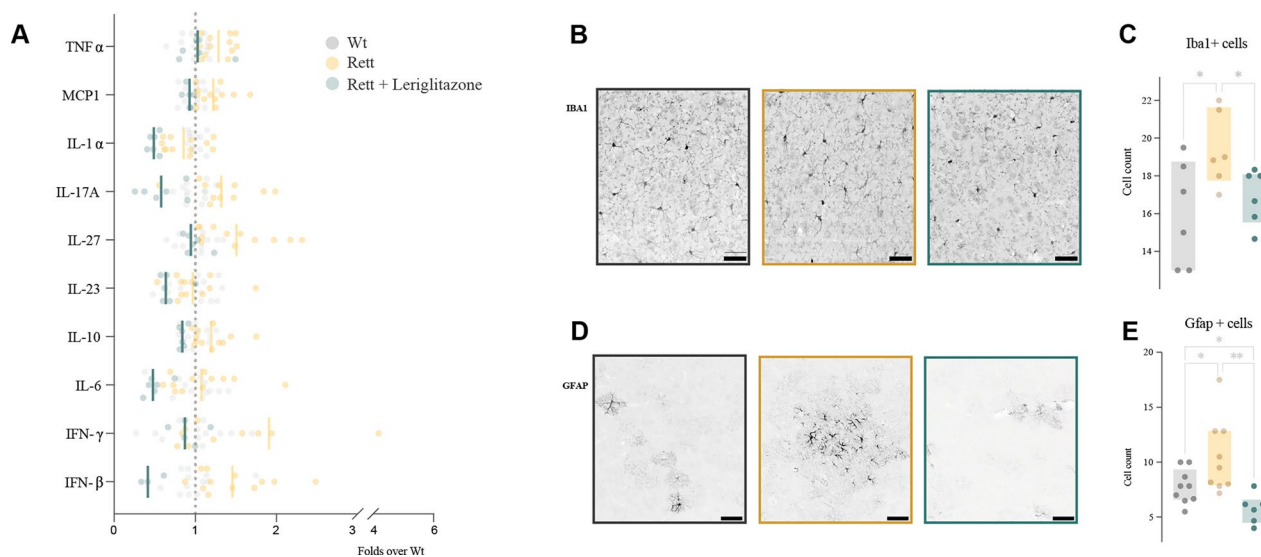 A
TNF α
MCP1
IL-1 α
IL-17A
IL-27
IL-23
IL-10
IL-6
IFN-γ
IFN-β
0
1
2
3
4
6
Folds over Wt
Wt
Rett
Rett + Leriglitazone
B
IBA1
C
Iba1+ cells
* *
Cell count
22
20
18
16
14
D
GFAP
E
Gfap + cells
*
* **
Cell count
20
15
10
5